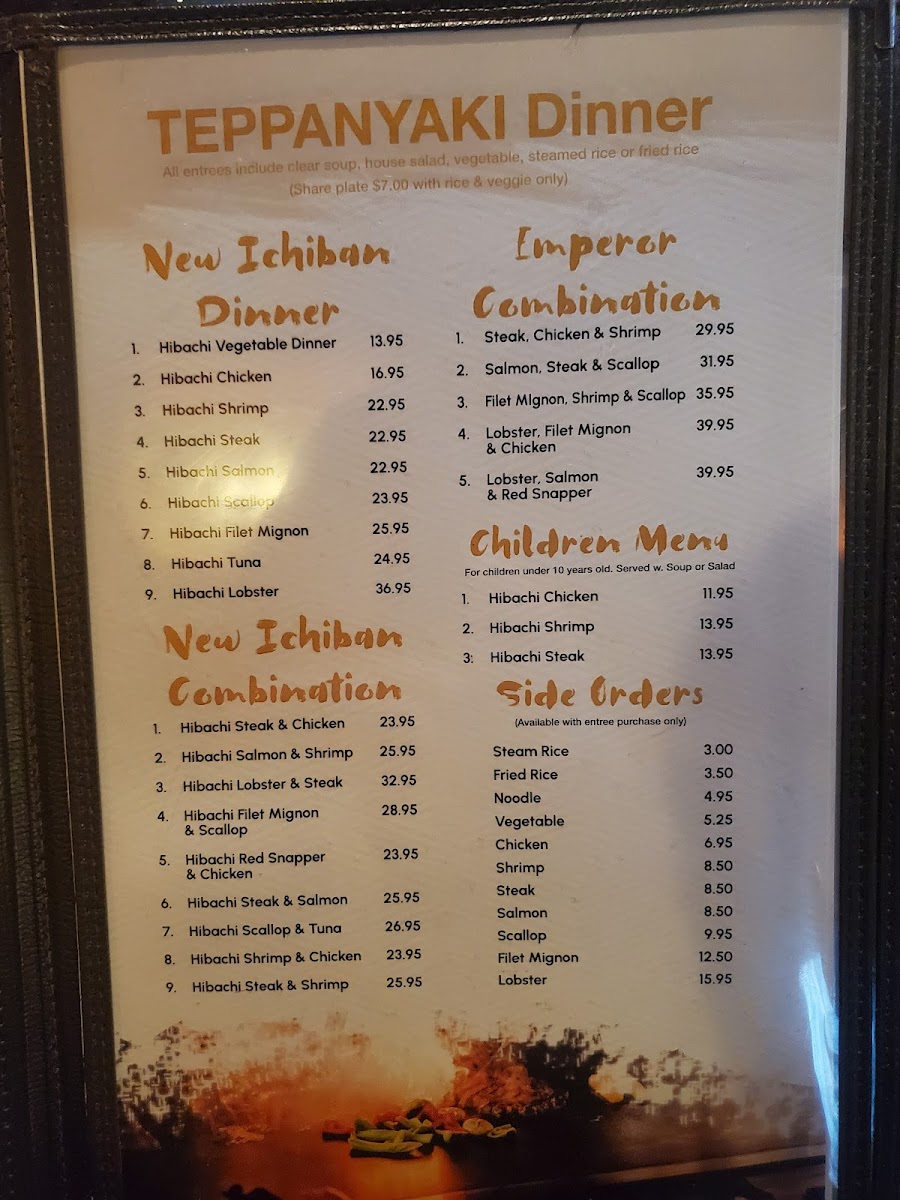 TEPPANYAKI Dinner
All entrees include clear soup, house salad, vegetable, steamed rice or fried rice
(Share plate $7.00 with rice & veggie only)
New Ichiban
Dinner
1. Hibachi Vegetable Dinner 13.95
2. Hibachi Chicken 16.95
3. Hibachi Shrimp 22.95
4. Hibachi Steak 22.95
5. Hibachi Salmon 22.95
6. Hibachi Scallop 23.95
7. Hibachi Filet Mignon 25.95
8. Hibachi Tuna 24.95
9. Hibachi Lobster 36.95
New Ichiban
Combination
1. Hibachi Steak & Chicken 23.95
2. Hibachi Salmon & Shrimp 25.95
3. Hibachi Lobster & Steak 32.95
4. Hibachi Filet Mignon 28.95
& Scallop
5. Hibachi Red Snapper 23.95
& Chicken
6. Hibachi Steak & Salmon 25.95
7. Hibachi Scallop & Tuna 26.95
8. Hibachi Shrimp & Chicken 23.95
9. Hibachi Steak & Shrimp 25.95
Emperor
Combination
1. Steak, Chicken & Shrimp 29.95
2. Salmon, Steak & Scallop 31.95
3. Filet MIgnon, Shrimp & Scallop 35.95
4. Lobster, Filet Mignon 39.95
& Chicken
5. Lobster, Salmon 39.95
& Red Snapper
Children Menu
For children under 10 years old. Served w. Soup or Salad
1. Hibachi Chicken 11.95
2. Hibachi Shrimp 13.95
3: Hibachi Steak 13.95
Side Orders
(Available with entree purchase only)
Steam Rice 3.00
Fried Rice 3.50
Noodle 4.95
Vegetable 5.25
Chicken 6.95
Shrimp 8.50
Steak 8.50
Salmon 8.50
Scallop 9.95
Filet Mignon 12.50
Lobster 15.95